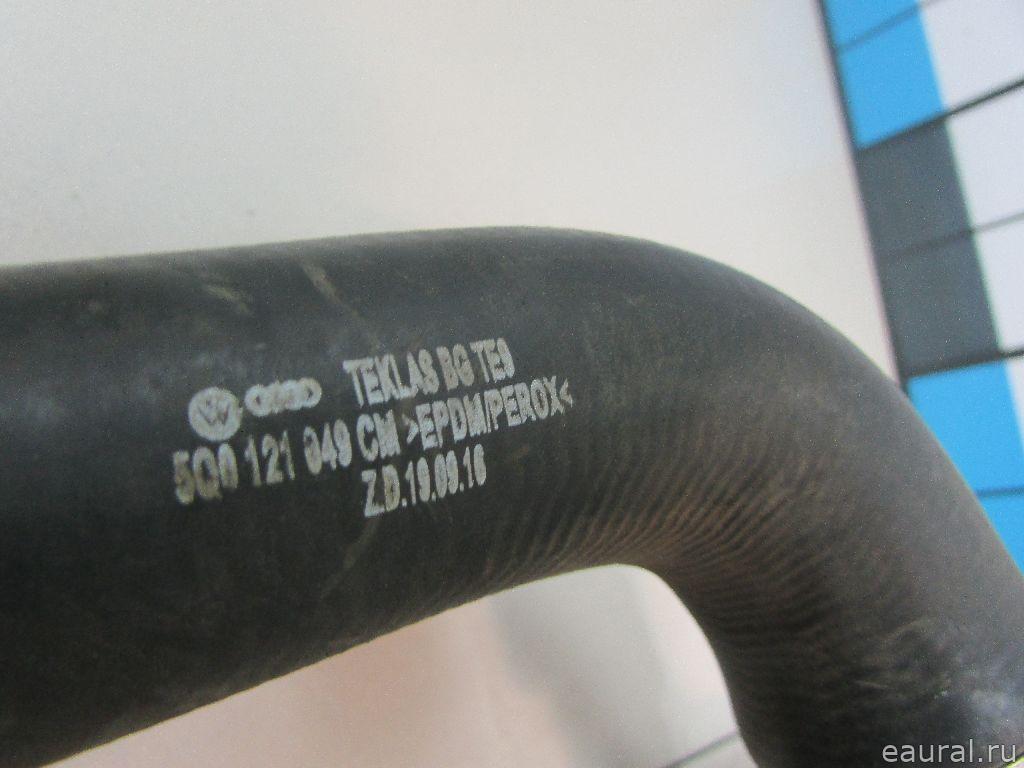 TEKLAS BG TE9
5Q0 121 049 CM >EPDM/PEROX<
Z.D.19.09.16
eaural.ru